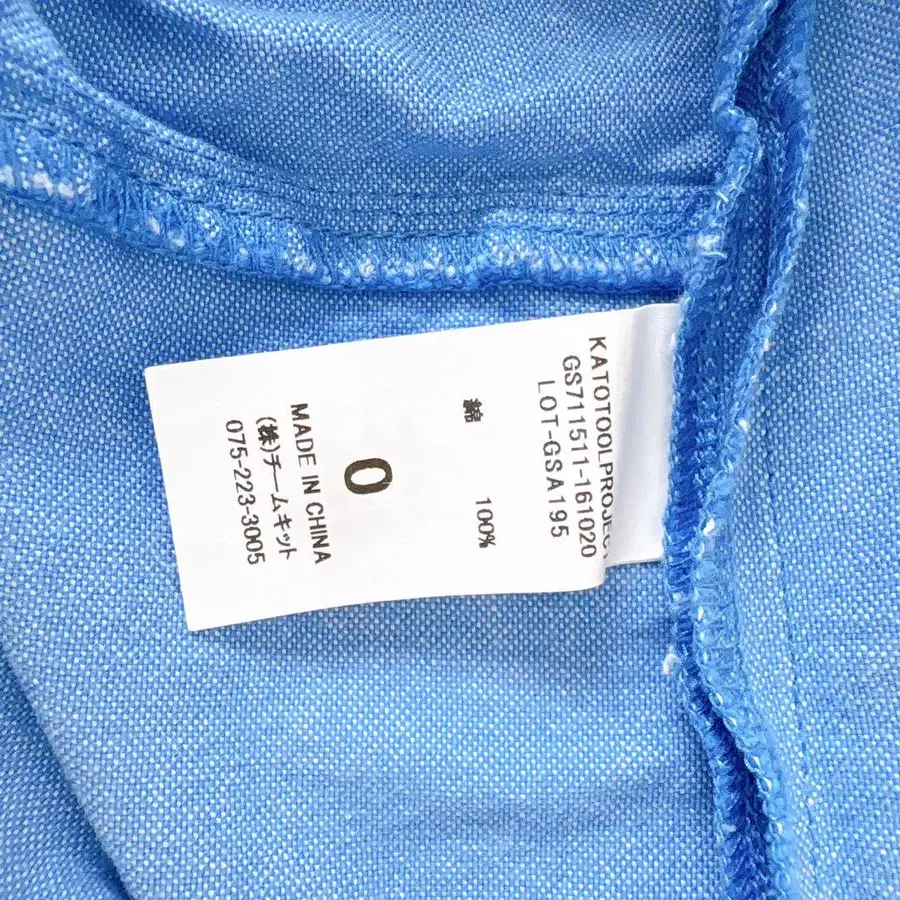 KATOTOOLPROJECT
GS711511-161020
LOT-GSA195
綿 100%
0
MADE IN CHINA
(株)チームキット
075-223-3005